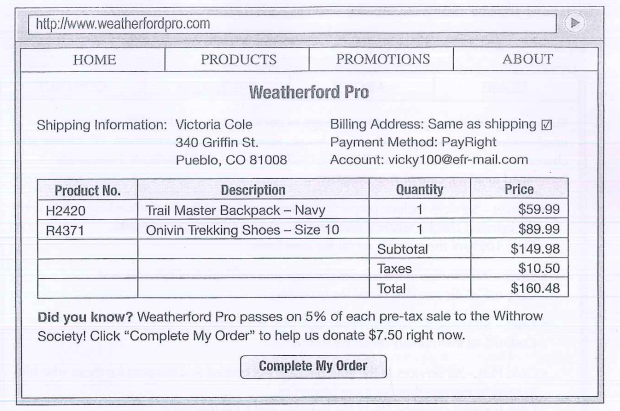 http://www.weatherfordpro.com
HOME PRODUCTS PROMOTIONS ABOUT
Weatherford Pro
Shipping Information: Victoria Cole
340 Griffin St.
Pueblo, CO 81008
Billing Address: Same as shipping ☑
Payment Method: PayRight
Account: vicky100@efr-mail.com
Product No. Description Quantity Price
H2420 Trail Master Backpack – Navy 1 $59.99
R4371 Onivin Trekking Shoes – Size 10 1 $89.99
Subtotal $149.98
Taxes $10.50
Total $160.48
Did you know? Weatherford Pro passes on 5% of each pre-tax sale to the Withrow
Society! Click “Complete My Order” to help us donate $7.50 right now.
Complete My Order